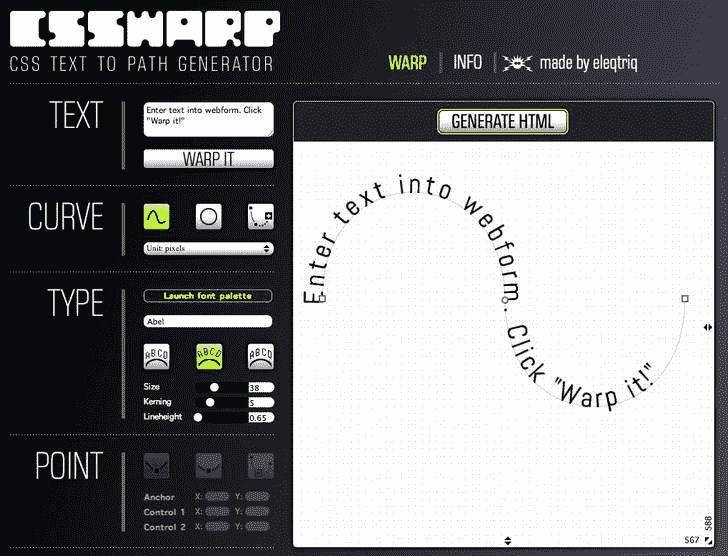 CSSWARP
CSS TEXT TO PATH GENERATOR
WARP INFO made by eleqtriq
TEXT
Enter text into webform. Click
"Warp it!"
WARP IT
CURVE
Unit: pixels
TYPE
Launch font palette
Abel
ABCD ABCD ABCD
Size 38
Kerning 5
Lineheight 0.65
POINT
Anchor X: Y:
Control 1 X: Y:
Control 2 X: Y:
GENERATE HTML
Enter text into webform. Click "Warp it!"
588
567